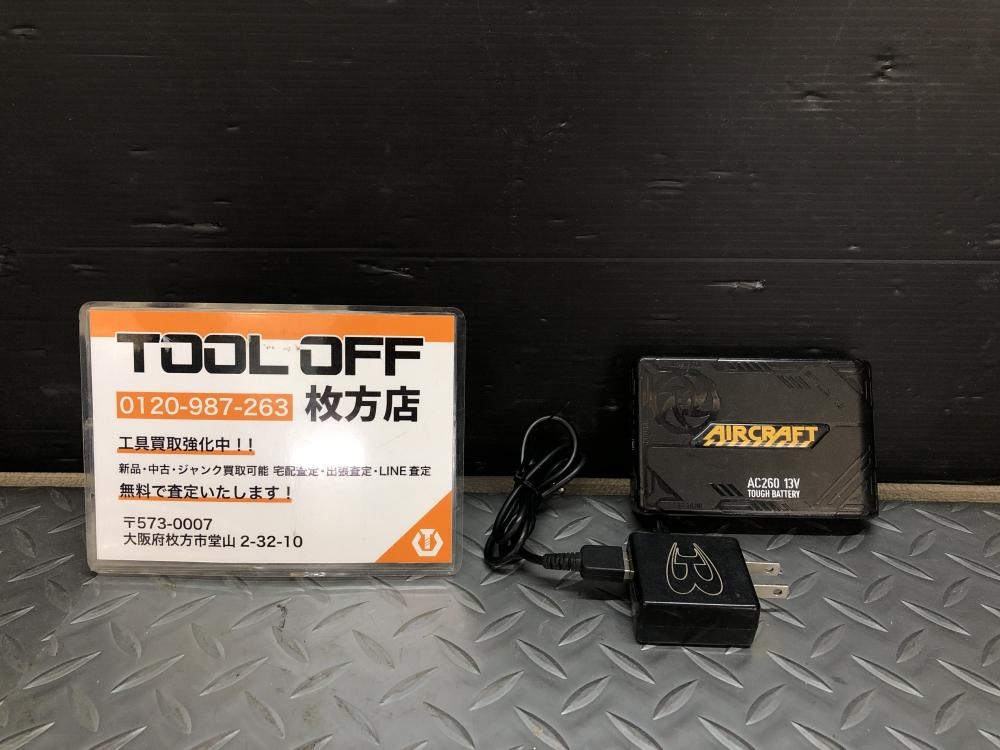 TOOL OFF
0120-987-263 枚方店
工具買取強化中！！
新品・中古・ジャンク買取可能 宅配査定・出張査定・LINE査定
無料で査定いたします！
〒573-0007
大阪府枚方市堂山 2-32-10
AIRCRAFT
AC260 13V
TOUGH BATTERY
B